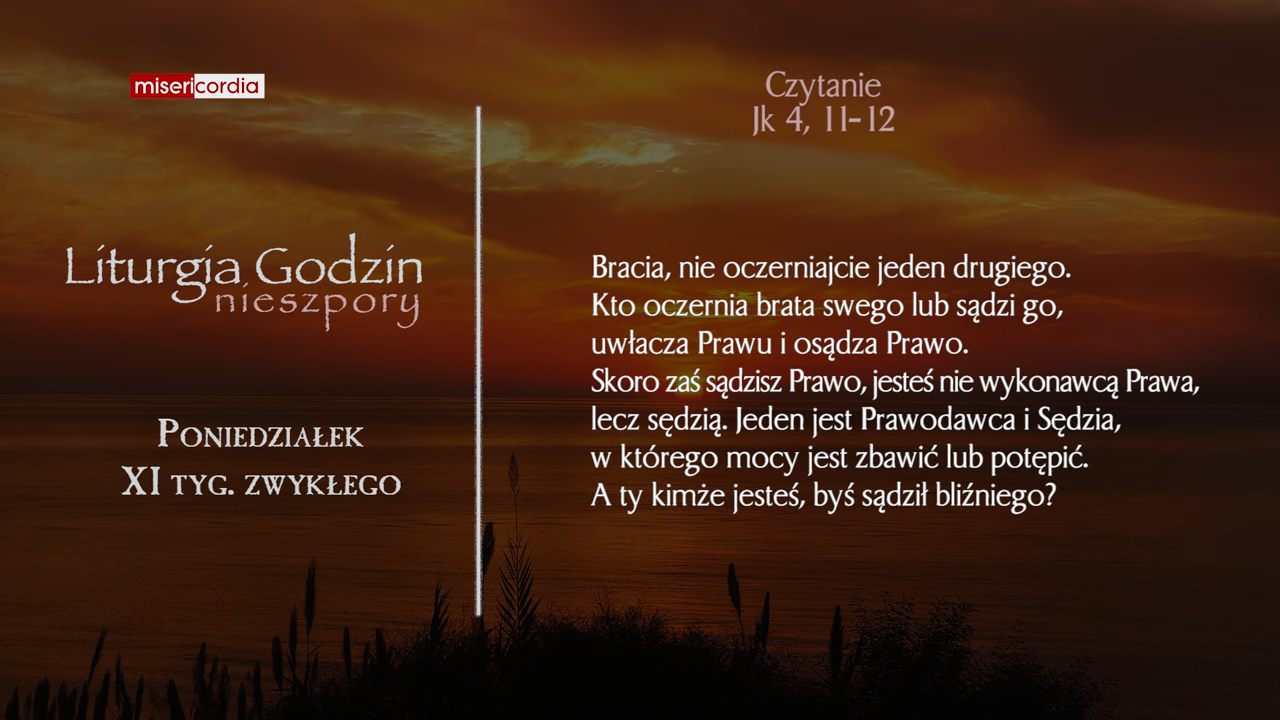 misericordia
Liturgia Godzin
nieszpory
Poniedziałek
XI tyg. zwykłego
Czytanie
Jk 4, 11-12
Bracia, nie oczerniajcie jeden drugiego.
Kto oczernia brata swego lub sądzi go,
uwłacza Prawu i osądza Prawo.
Skoro zaś sądzisz Prawo, jesteś nie wykonawcą Prawa,
lecz sędzią. Jeden jest Prawodawca i Sędzia,
w którego mocy jest zbawić lub potępić.
A ty kimże jesteś, byś sądził bliźniego?